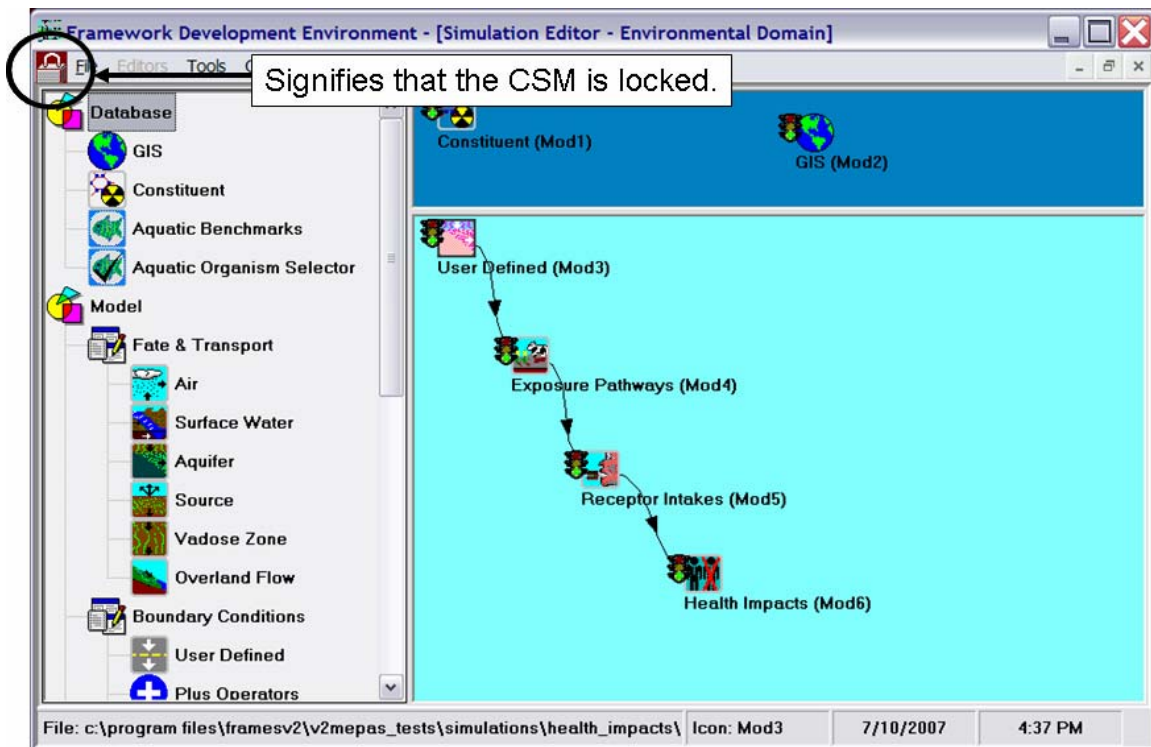 Framework Development Environment - [Simulation Editor - Environmental Domain]
File Editors Tools
Signifies that the CSM is locked.
Database
GIS
Constituent
Aquatic Benchmarks
Aquatic Organism Selector
Model
Fate & Transport
Air
Surface Water
Aquifer
Source
Vadose Zone
Overland Flow
Boundary Conditions
User Defined
Plus Operators
Constituent (Mod1)
GIS (Mod2)
User Defined (Mod3)
Exposure Pathways (Mod4)
Receptor Intakes (Mod5)
Health Impacts (Mod6)
File: c:\program files\framesv2\v2mepas_tests\simulations\health_impacts\ Icon: Mod3 7/10/2007 4:37 PM